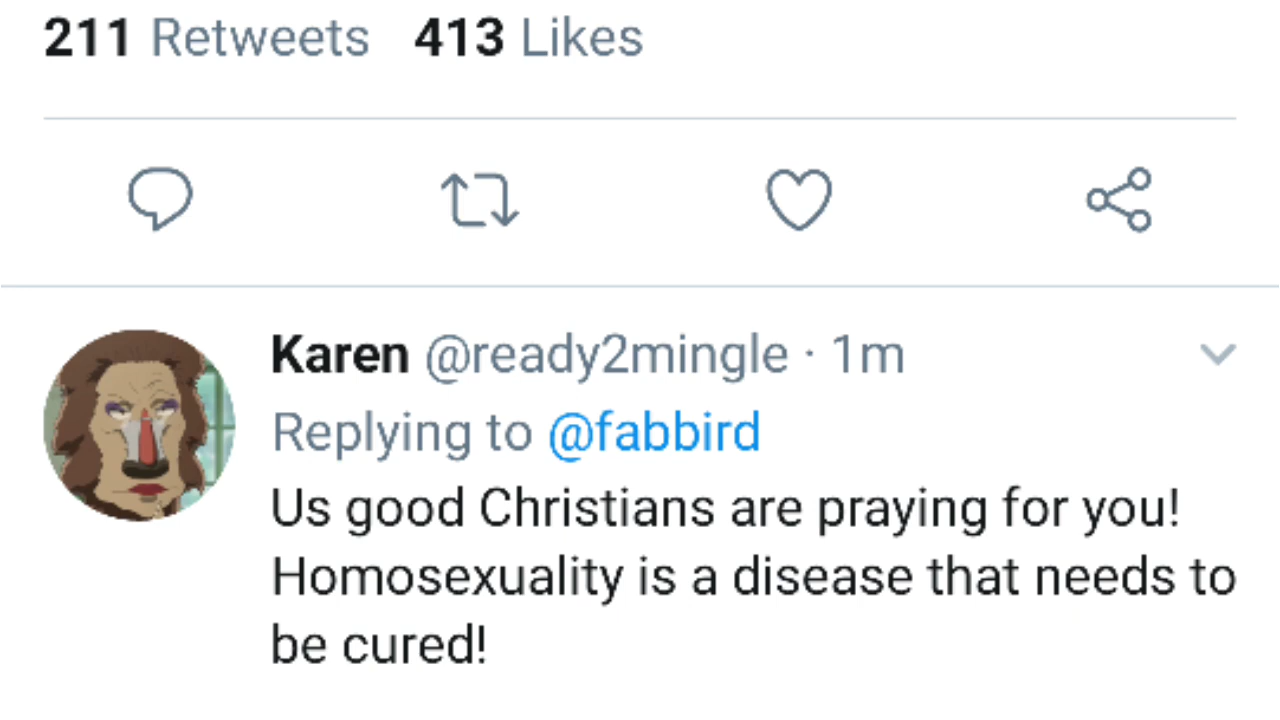 211 Retweets 413 Likes
Karen @ready2mingle · 1m
Replying to @fabbird
Us good Christians are praying for you!
Homosexuality is a disease that needs to
be cured!